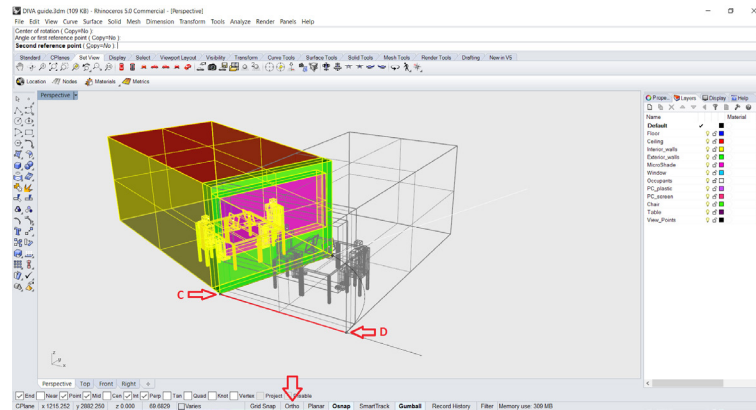 DIVA guide.3dm (109 KB) - Rhinoceros 5.0 Commercial - [Perspective]
File Edit View Curve Surface Solid Mesh Dimension Transform Tools Analyze Render Panels Help
Center of rotation ( Copy=No )
Angle or first reference point ( Copy=No )
Second reference point ( Copy=No ):
Standard CPlanes Set View Display Select Viewport Layout Visibility Transform Curve Tools Surface Tools Solid Tools Mesh Tools Render Tools Drafting New in V5
Location Nodes Materials Metrics
Perspective
Prope... Layers Display Help
Name Material
Default
Floor
Ceiling
Interior_walls
Exterior_walls
MicroShade
Window
Occupants
PC_plastic
PC_screen
Chair
Table
View_Points
C
D
z
y
x
Perspective Top Front Right
End Near Point Mid Cen Int Perp Tan Quad Knot Vertex Project Disable
CPlane x 1215.252 y 2882.250 z 0.000 69.6829 Varies Grid Snap Ortho Planar Osnap SmartTrack Gumball Record History Filter Memory use: 309 MB